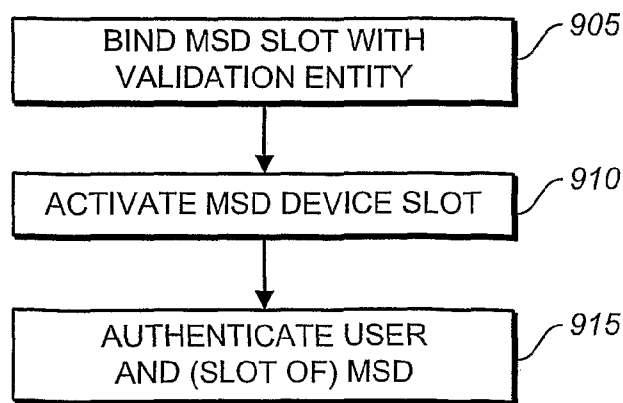 BIND MSD SLOT WITH
VALIDATION ENTITY
905
ACTIVATE MSD DEVICE SLOT
910
AUTHENTICATE USER
AND (SLOT OF) MSD
915